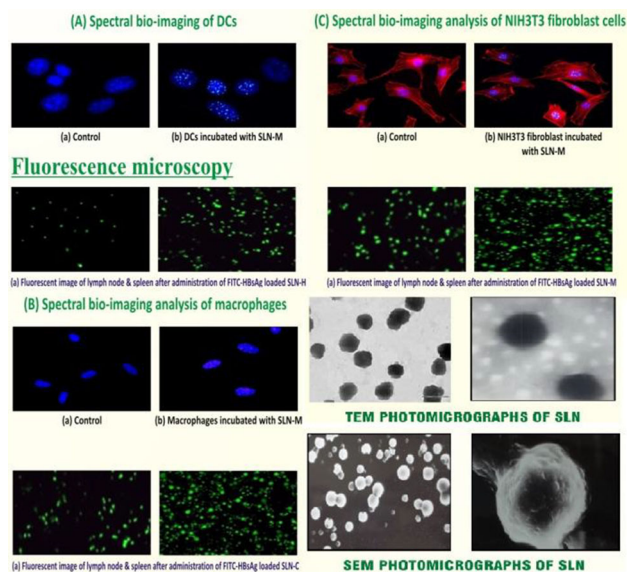 (A) Spectral bio-imaging of DCs
(a) Control
(b) DCs incubated with SLN-M
(C) Spectral bio-imaging analysis of NIH3T3 fibroblast cells
(a) Control
(b) NIH3T3 fibroblast incubated
with SLN-M
Fluorescence microscopy
(a) Fluorescent image of lymph node & spleen after administration of FITC-HBsAg loaded SLN-H
(a) Fluorescent image of lymph node & spleen after administration of FITC-HBsAg loaded SLN-M
(B) Spectral bio-imaging analysis of macrophages
(a) Control
(b) Macrophages incubated with SLN-M
TEM PHOTOMICROGRAPHS OF SLN
(a) Fluorescent image of lymph node & spleen after administration of FITC-HBsAg loaded SLN-C
SEM PHOTOMICROGRAPHS OF SLN